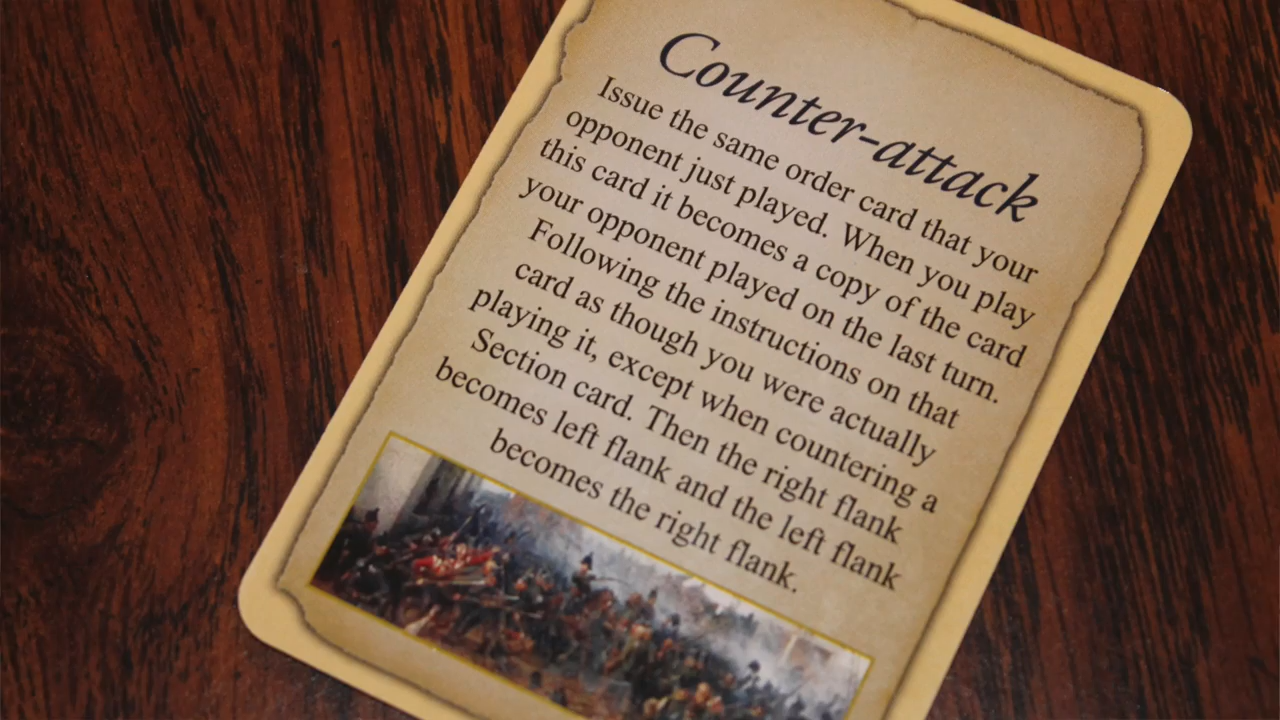 Counter-attack
Issue the same order card that your
opponent just played. When you play
this card it becomes a copy of the card
your opponent played on the last turn.
Following the instructions on that
card as though you were actually
playing it, except when countering a
Section card. Then the right flank
becomes left flank and the left flank
becomes the right flank.